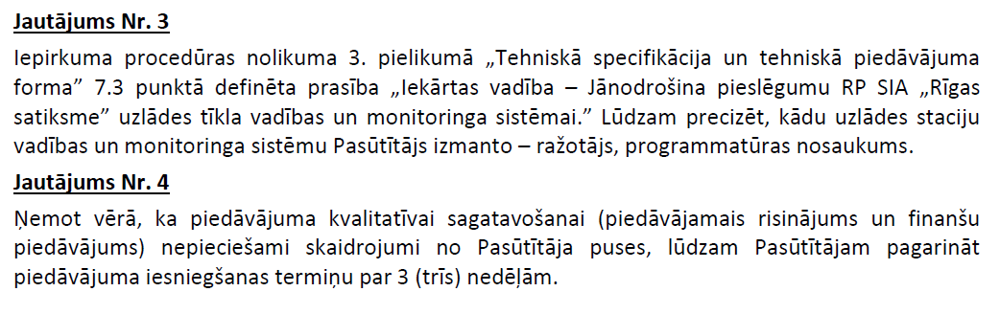 Jautājums Nr. 3
Iepirkuma procedūras nolikuma 3. pielikumā „Tehniskā specifikācija un tehniskā piedāvājuma
forma” 7.3 punktā definēta prasība „Iekārtas vadība – Jānodrošina pieslēgumu RP SIA „Rīgas
satiksme” uzlādes tīkla vadības un monitoringa sistēmai.” Lūdzam precizēt, kādu uzlādes staciju
vadības un monitoringa sistēmu Pasūtītājs izmanto – ražotājs, programmatūras nosaukums.
Jautājums Nr. 4
Ņemot vērā, ka piedāvājuma kvalitatīvai sagatavošanai (piedāvājamais risinājums un finanšu
piedāvājums) nepieciešami skaidrojumi no Pasūtītāja puses, lūdzam Pasūtītājam pagarināt
piedāvājuma iesniegšanas termiņu par 3 (trīs) nedēļām.